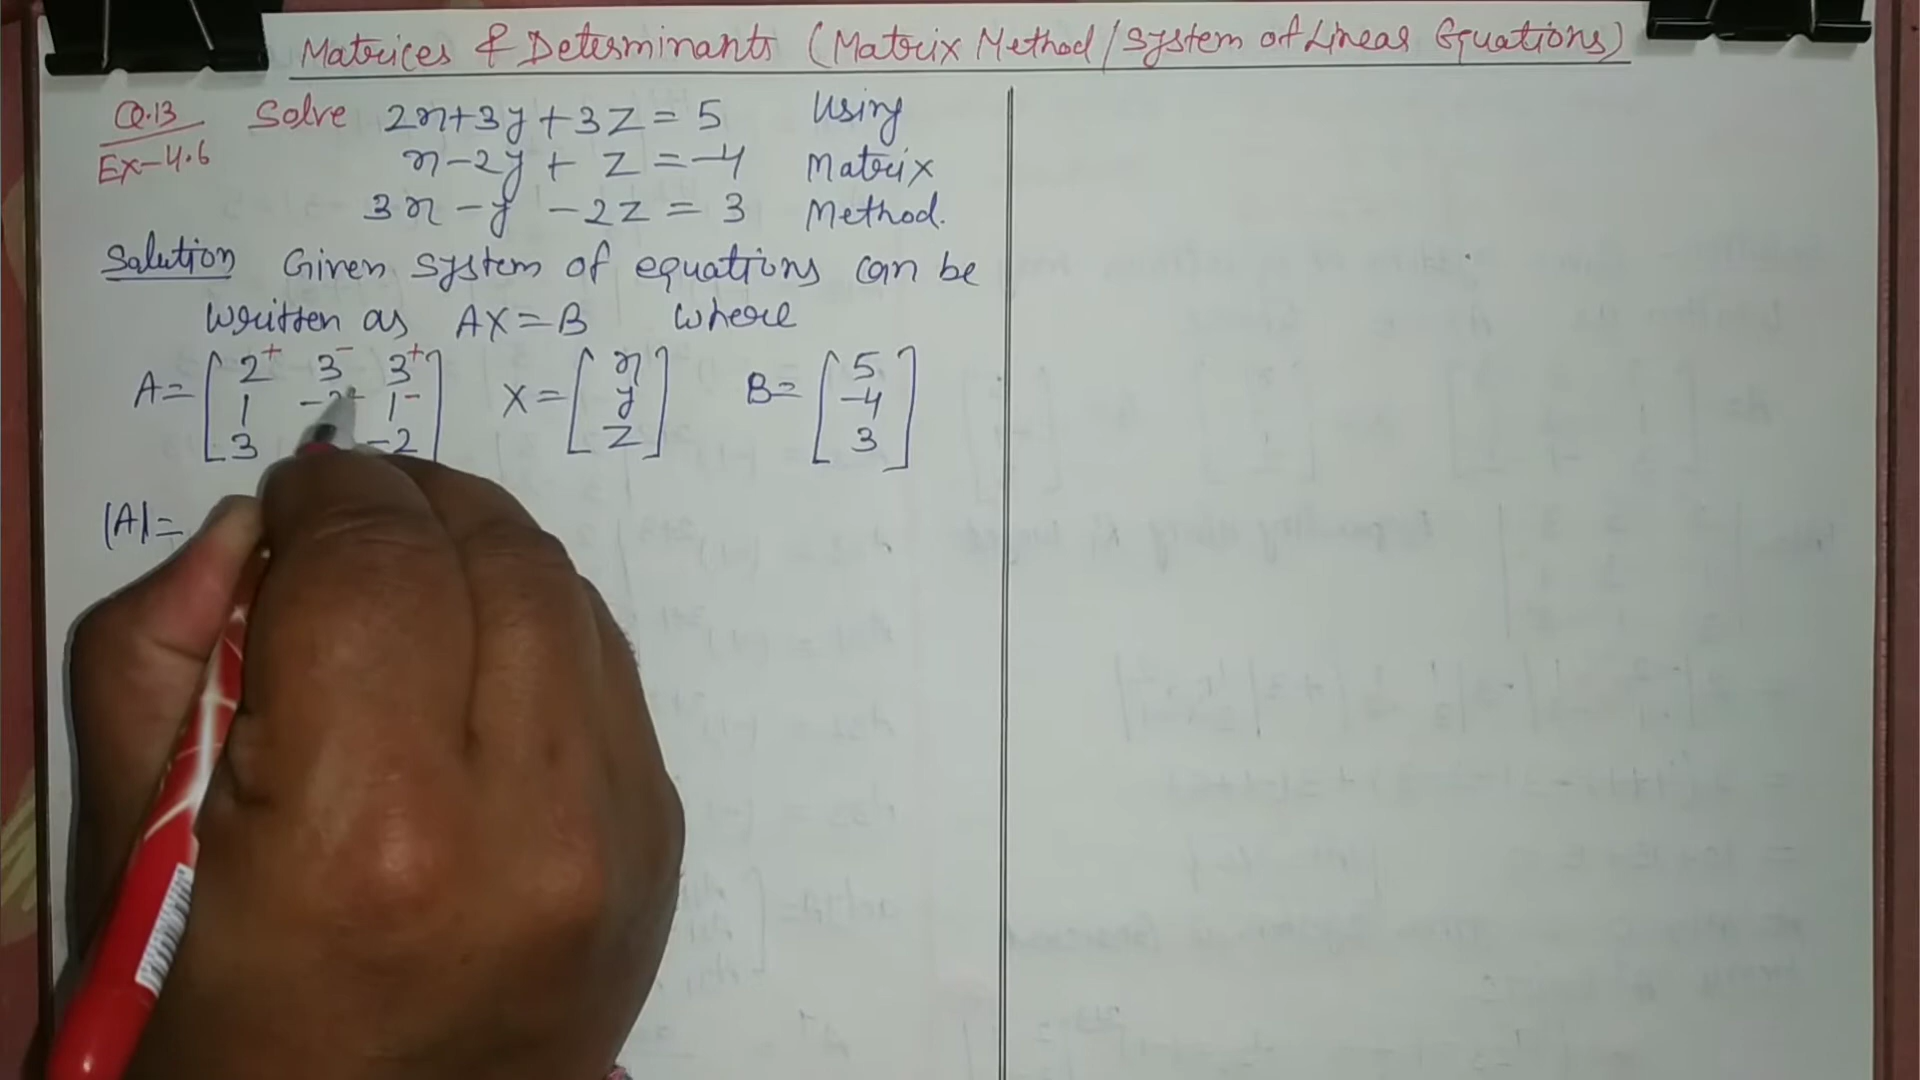 Matrices & Determinants (Matrix Method/System of Linear Equations)
Q.13 Solve 2x+3y+3z=5 Using
Ex-4.6 x-2y+z=-4 Matrix
3x-y-2z=3 Method.
Solution Given system of equations can be
written as AX=B where
A= [2+ 3- 3+ X= [x B= [5
1 1- y -4
3 -2] z] 3]
|A|=